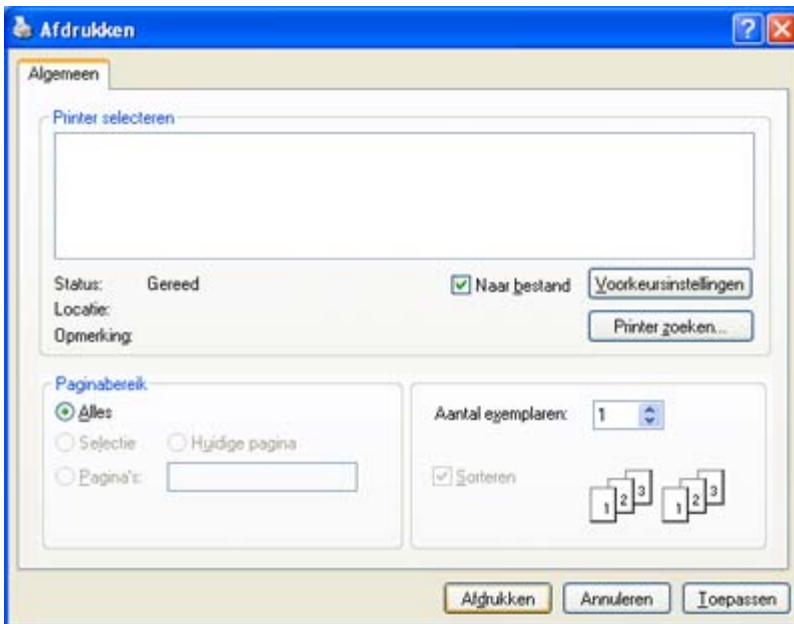 Afdrukken
Algemeen
Printer selecteren
Status: Gereed
Naar bestand
Voorkeursinstellingen
Locatie:
Opmerking:
Printer zoeken...
Paginabereik
Alles
Selectie
Huidige pagina
Pagina's:
Aantal exemplaren: 1
Sorteren
1 2 3 1 2 3
Afdrukken
Annuleren
Toepassen